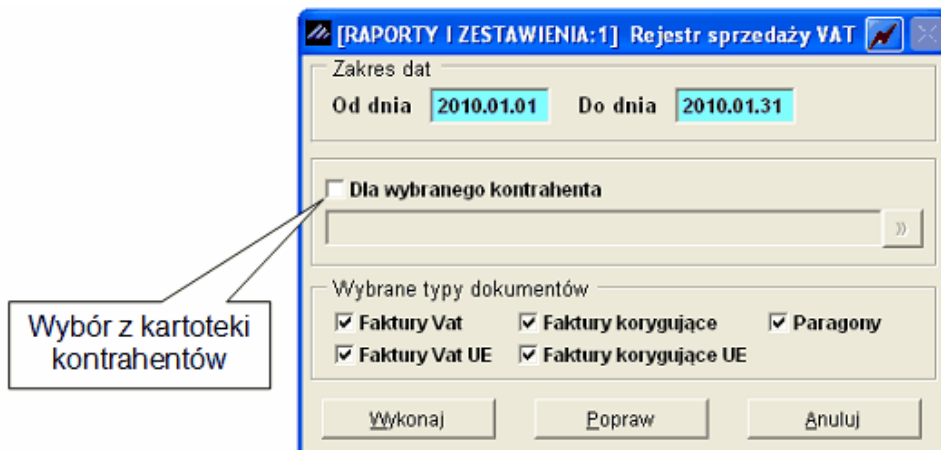 [RAPORTY I ZESTAWIENIA:1] Rejestr sprzedaży VAT
Zakres dat
Od dnia 2010.01.01 Do dnia 2010.01.31
Dla wybranego kontrahenta
»
Wybrane typy dokumentów
Faktury Vat Faktury korygujące Paragony
Faktury Vat UE Faktury korygujące UE
Wykonaj Popraw Anuluj
Wybór z kartoteki
kontrahentów